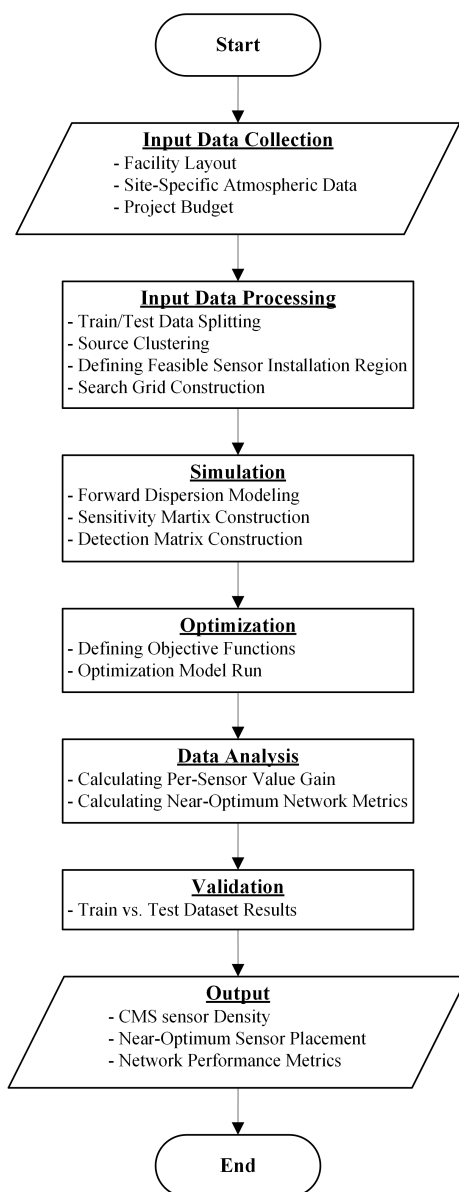 Start
Input Data Collection
- Facility Layout
- Site-Specific Atmospheric Data
- Project Budget
Input Data Processing
- Train/Test Data Splitting
- Source Clustering
- Defining Feasible Sensor Installation Region
- Search Grid Construction
Simulation
- Forward Dispersion Modeling
- Sensitivity Martix Construction
- Detection Matrix Construction
Optimization
- Defining Objective Functions
- Optimization Model Run
Data Analysis
- Calculating Per-Sensor Value Gain
- Calculating Near-Optimum Network Metrics
Validation
- Train vs. Test Dataset Results
Output
- CMS sensor Density
- Near-Optimum Sensor Placement
- Network Performance Metrics
End